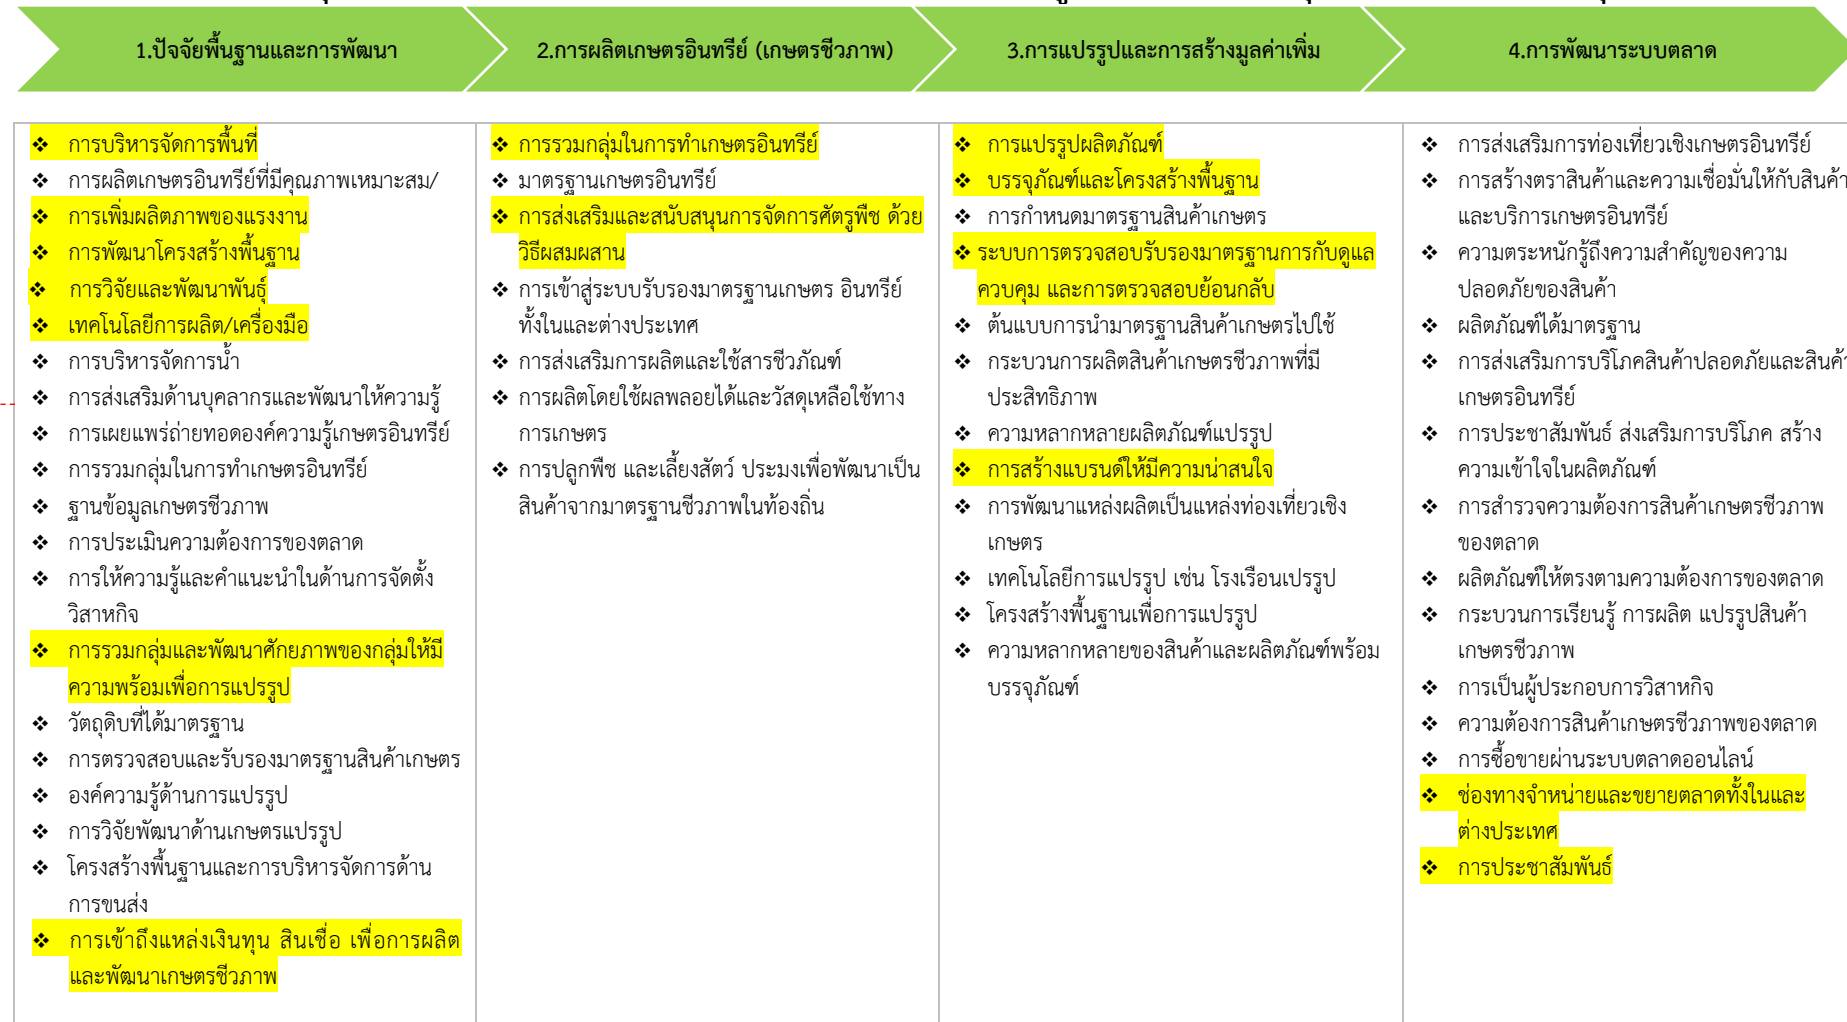 1.ปัจจัยพื้นฐานและการพัฒนา
2.การผลิตเกษตรอินทรีย์ (เกษตรชีวภาพ)
3.การแปรรูปและการสร้างมูลค่าเพิ่ม
4.การพัฒนาระบบตลาด
❖ การบริหารจัดการพื้นที่
❖ การผลิตเกษตรอินทรีย์ที่มีคุณภาพเหมาะสม/
❖ การเพิ่มผลิตภาพของแรงงาน
❖ การพัฒนาโครงสร้างพื้นฐาน
❖ การวิจัยและพัฒนาพันธุ์
❖ เทคโนโลยีการผลิต/เครื่องมือ
❖ การบริหารจัดการน้ำ
❖ การส่งเสริมด้านบุคลากรและพัฒนาให้ความรู้
❖ การเผยแพร่ถ่ายทอดองค์ความรู้เกษตรอินทรีย์
❖ การรวมกลุ่มในการทำเกษตรอินทรีย์
❖ ฐานข้อมูลเกษตรชีวภาพ
❖ การประเมินความต้องการของตลาด
❖ การให้ความรู้และคำแนะนำในด้านการจัดตั้ง
วิสาหกิจ
❖ การรวมกลุ่มและพัฒนาศักยภาพของกลุ่มให้มี
ความพร้อมเพื่อการแปรรูป
❖ วัตถุดิบที่ได้มาตรฐาน
❖ การตรวจสอบและรับรองมาตรฐานสินค้าเกษตร
❖ องค์ความรู้ด้านการแปรรูป
❖ การวิจัยพัฒนาด้านเกษตรแปรรูป
❖ โครงสร้างพื้นฐานและการบริหารจัดการด้าน
การขนส่ง
❖ การเข้าถึงแหล่งเงินทุน สินเชื่อ เพื่อการผลิต
และพัฒนาเกษตรชีวภาพ
❖ การรวมกลุ่มในการทำเกษตรอินทรีย์
❖ มาตรฐานเกษตรอินทรีย์
❖ การส่งเสริมและสนับสนุนการจัดการศัตรูพืช ด้วย
วิธีผสมผสาน
❖ การเข้าสู่ระบบรับรองมาตรฐานเกษตร อินทรีย์
ทั้งในและต่างประเทศ
❖ การส่งเสริมการผลิตและใช้สารชีวภัณฑ์
❖ การผลิตโดยใช้ผลพลอยได้และวัสดุเหลือใช้ทาง
การเกษตร
❖ การปลูกพืช และเลี้ยงสัตว์ ประมงเพื่อพัฒนาเป็น
สินค้าจากมาตรฐานชีวภาพในท้องถิ่น
❖ การแปรรูปผลิตภัณฑ์
❖ บรรจุภัณฑ์และโครงสร้างพื้นฐาน
❖ การกำหนดมาตรฐานสินค้าเกษตร
❖ ระบบการตรวจสอบรับรองมาตรฐานการกับดูแล
ควบคุม และการตรวจสอบย้อนกลับ
❖ ต้นแบบการนำมาตรฐานสินค้าเกษตรไปใช้
❖ กระบวนการผลิตสินค้าเกษตรชีวภาพที่มี
ประสิทธิภาพ
❖ ความหลากหลายผลิตภัณฑ์แปรรูป
❖ การสร้างแบรนด์ให้มีความน่าสนใจ
❖ การพัฒนาแหล่งผลิตเป็นแหล่งท่องเที่ยวเชิง
เกษตร
❖ เทคโนโลยีการแปรรูป เช่น โรงเรือนเปรรูป
❖ โครงสร้างพื้นฐานเพื่อการแปรรูป
❖ ความหลากหลายของสินค้าและผลิตภัณฑ์พร้อม
บรรจุภัณฑ์
❖ การส่งเสริมการท่องเที่ยวเชิงเกษตรอินทรีย์
❖ การสร้างตราสินค้าและความเชื่อมั่นให้กับสินค้า
และบริการเกษตรอินทรีย์
❖ ความตระหนักรู้ถึงความสำคัญของความ
ปลอดภัยของสินค้า
❖ ผลิตภัณฑ์ได้มาตรฐาน
❖ การส่งเสริมการบริโภคสินค้าปลอดภัยและสินค้า
เกษตรอินทรีย์
❖ การประชาสัมพันธ์ ส่งเสริมการบริโภค สร้าง
ความเข้าใจในผลิตภัณฑ์
❖ การสำรวจความต้องการสินค้าเกษตรชีวภาพ
ของตลาด
❖ ผลิตภัณฑ์ให้ตรงตามความต้องการของตลาด
❖ กระบวนการเรียนรู้ การผลิต แปรรูปสินค้า
เกษตรชีวภาพ
❖ การเป็นผู้ประกอบการวิสาหกิจ
❖ ความต้องการสินค้าเกษตรชีวภาพของตลาด
❖ การซื้อขายผ่านระบบตลาดออนไลน์
❖ ช่องทางจำหน่ายและขยายตลาดทั้งในและ
ต่างประเทศ
❖ การประชาสัมพันธ์